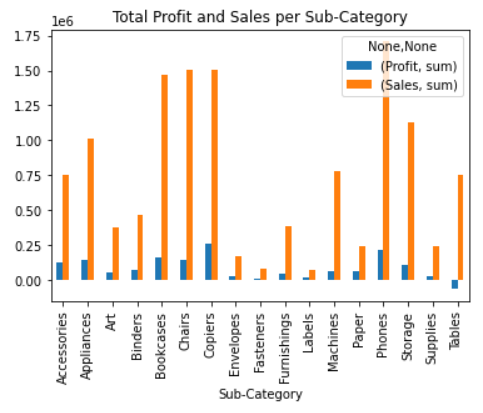 Total Profit and Sales per Sub-Category
1e6
1.75
1.50
1.25
1.00
0.75
0.50
0.25
0.00
None,None
(Profit, sum)
(Sales, sum)
Accessories
Appliances
Art
Binders
Bookcases
Chairs
Copiers
Envelopes
Fasteners
Furnishings
Labels
Machines
Paper
Phones
Storage
Supplies
Tables
Sub-Category